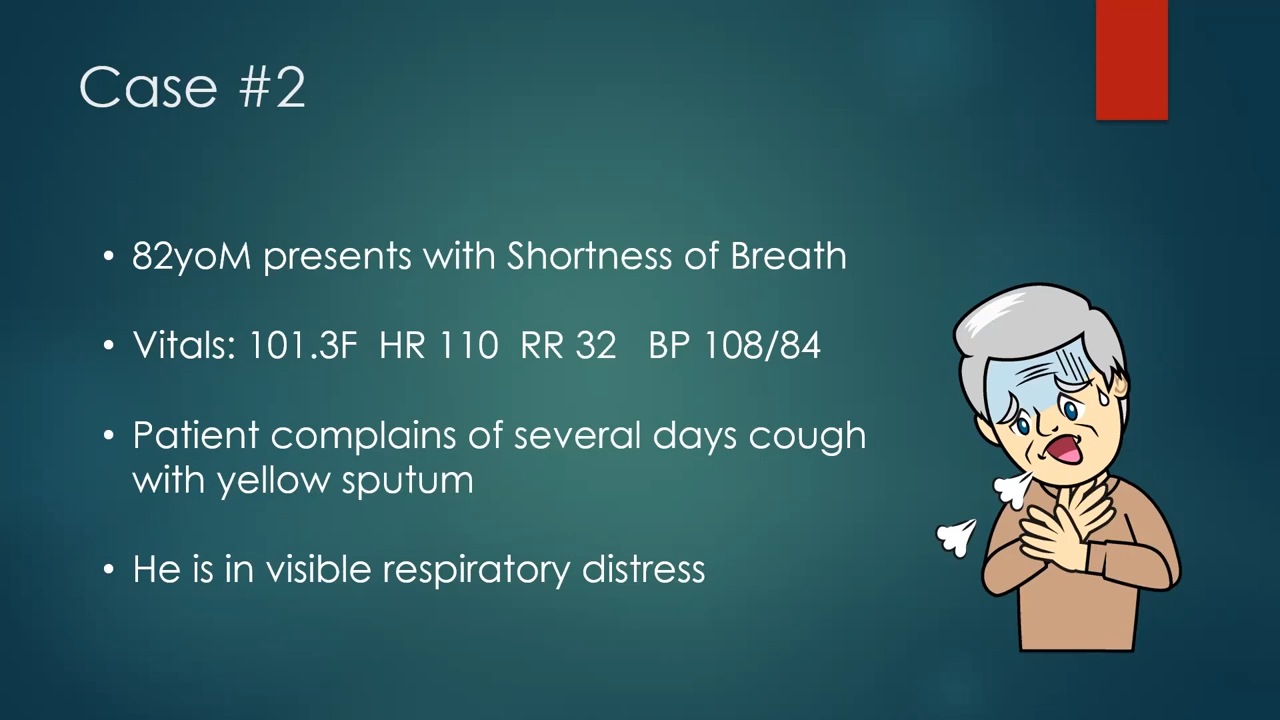 Case #2
• 82yoM presents with Shortness of Breath
• Vitals: 101.3F  HR 110  RR 32   BP 108/84
• Patient complains of several days cough
with yellow sputum
• He is in visible respiratory distress